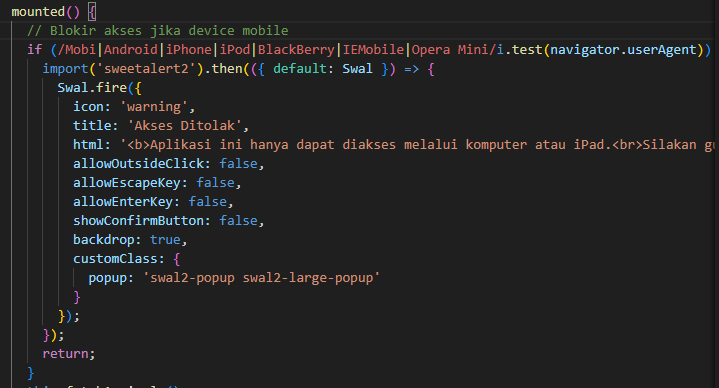 mounted() {
// Blokir akses jika device mobile
if (/Mobi|Android|iPhone|iPod|BlackBerry|IEMobile|Opera Mini/i.test(navigator.userAgent))
import('sweetalert2').then(({ default: Swal }) => {
Swal.fire({
icon: 'warning',
title: 'Akses Ditolak',
html: '<b>Aplikasi ini hanya dapat diakses melalui komputer atau iPad.<br>Silakan
allowOutsideClick: false,
allowEscapeKey: false,
allowEnterKey: false,
showConfirmButton: false,
backdrop: true,
customClass: {
popup: 'swal2-popup swal2-large-popup'
}
});
});
return;
}